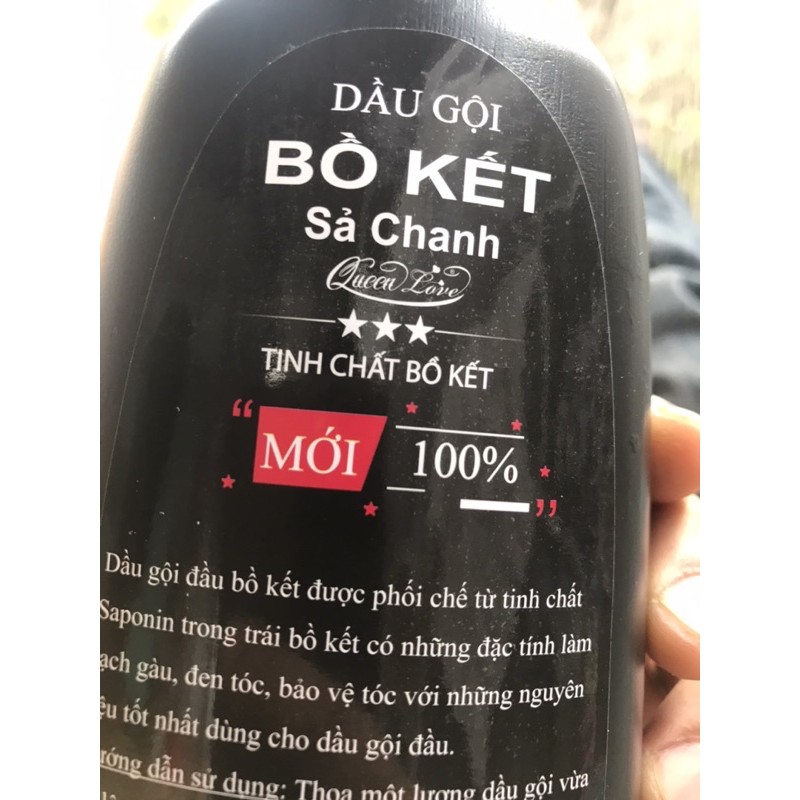 DẦU GỘI
BỒ KẾT
Sả Chanh
Queen Love
TINH CHẤT BỒ KẾT
“ MỚI 100% ”
Dầu gội đầu bồ kết được phối chế từ tinh chất
Saponin trong trái bồ kết có những đặc tính làm
ạch gàu, đen tóc, bảo vệ tóc với những nguyên
ệu tốt nhất dùng cho dầu gội đầu.
ướng dẫn sử dụng: Thoa một lượng dầu gội vừa